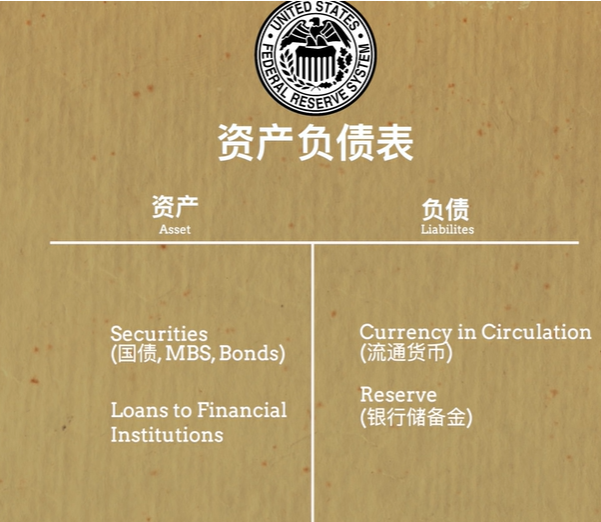 UNITED STATES
FEDERAL RESERVE SYSTEM
资产负债表
资产
Asset
负债
Liabilites
Securities
(国债, MBS, Bonds)
Loans to Financial
Institutions
Currency in Circulation
(流通货币)
Reserve
(银行储备金)